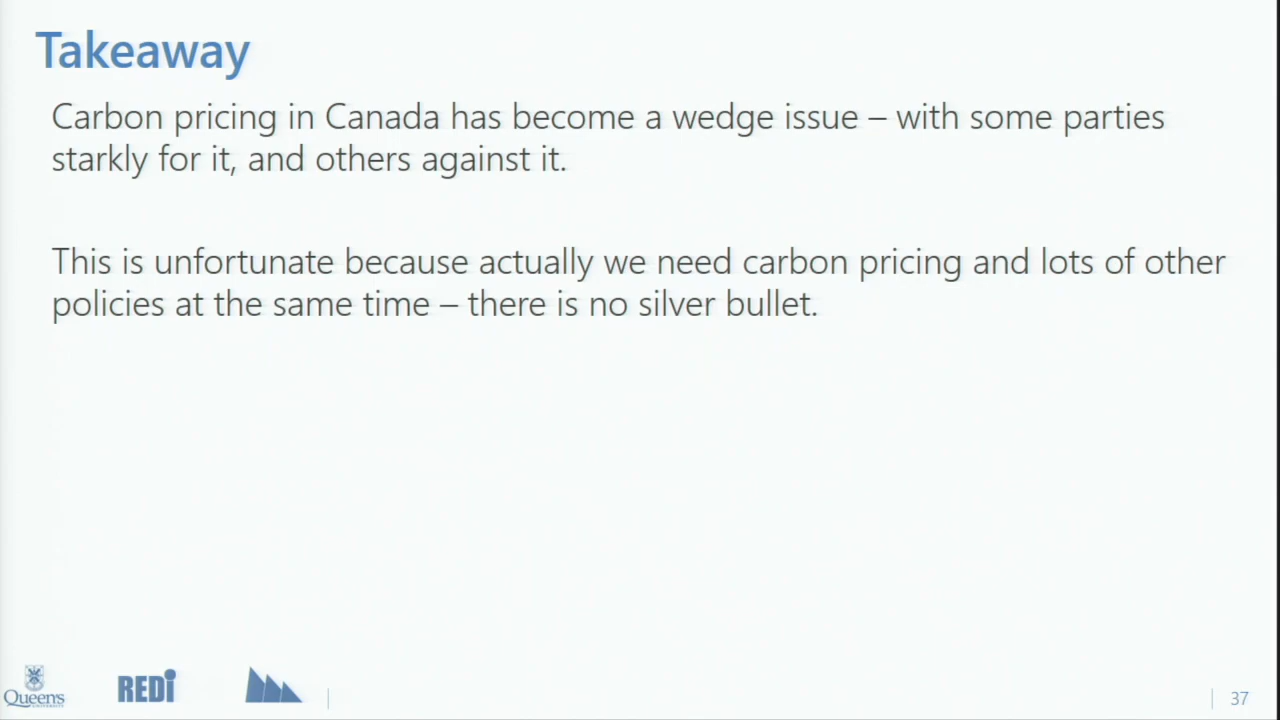 Takeaway
Carbon pricing in Canada has become a wedge issue – with some parties
starkly for it, and others against it.
This is unfortunate because actually we need carbon pricing and lots of other
policies at the same time – there is no silver bullet.
Queen's
UNIVERSITY
REDi
37